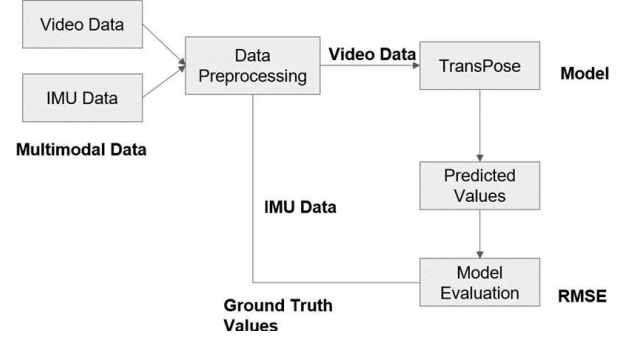 Video Data
IMU Data
Multimodal Data
Data
Preprocessing
Video Data
TransPose
Model
Predicted
Values
IMU Data
Model
Evaluation
RMSE
Ground Truth
Values